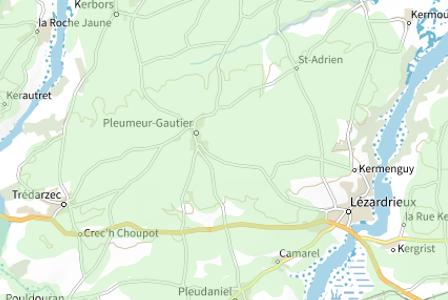 Kerbors
la Roche Jaune
Kermou
St-Adrien
Kerautret
Pleumeur-Gautier
Kermenguy
Trédarzec
Lézardrieux
la Rue Ke
Crec'h Choupot
Kergrist
Camarel
Pouldouran
Pleudaniel